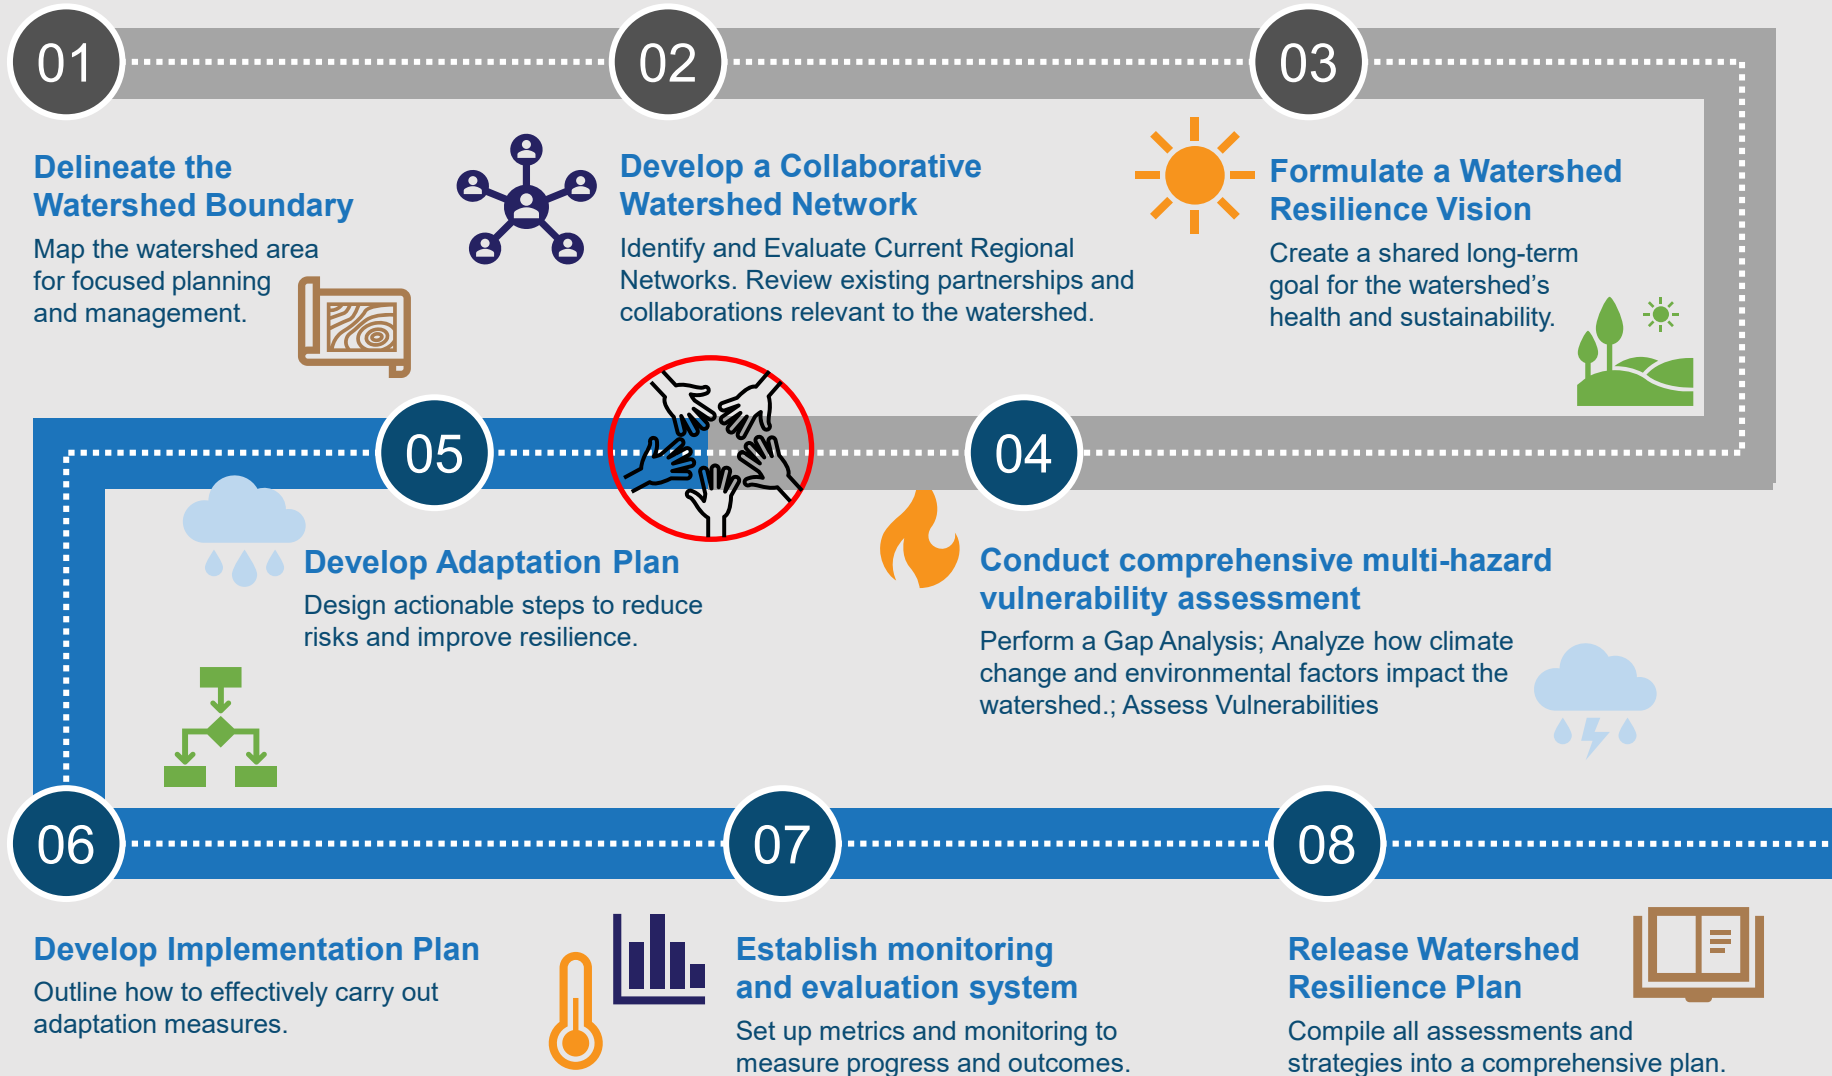 01
02
03
Delineate the
Watershed Boundary
Map the watershed area
for focused planning
and management.
Develop a Collaborative
Watershed Network
Identify and Evaluate Current Regional
Networks. Review existing partnerships and
collaborations relevant to the watershed.
Formulate a Watershed
Resilience Vision
Create a shared long-term
goal for the watershed’s
health and sustainability.
04
Conduct comprehensive multi-hazard
vulnerability assessment
Perform a Gap Analysis; Analyze how climate
change and environmental factors impact the
watershed.; Assess Vulnerabilities
05
Develop Adaptation Plan
Design actionable steps to reduce
risks and improve resilience.
06
07
08
Develop Implementation Plan
Outline how to effectively carry out
adaptation measures.
Establish monitoring
and evaluation system
Set up metrics and monitoring to
measure progress and outcomes.
Release Watershed
Resilience Plan
Compile all assessments and
strategies into a comprehensive plan.